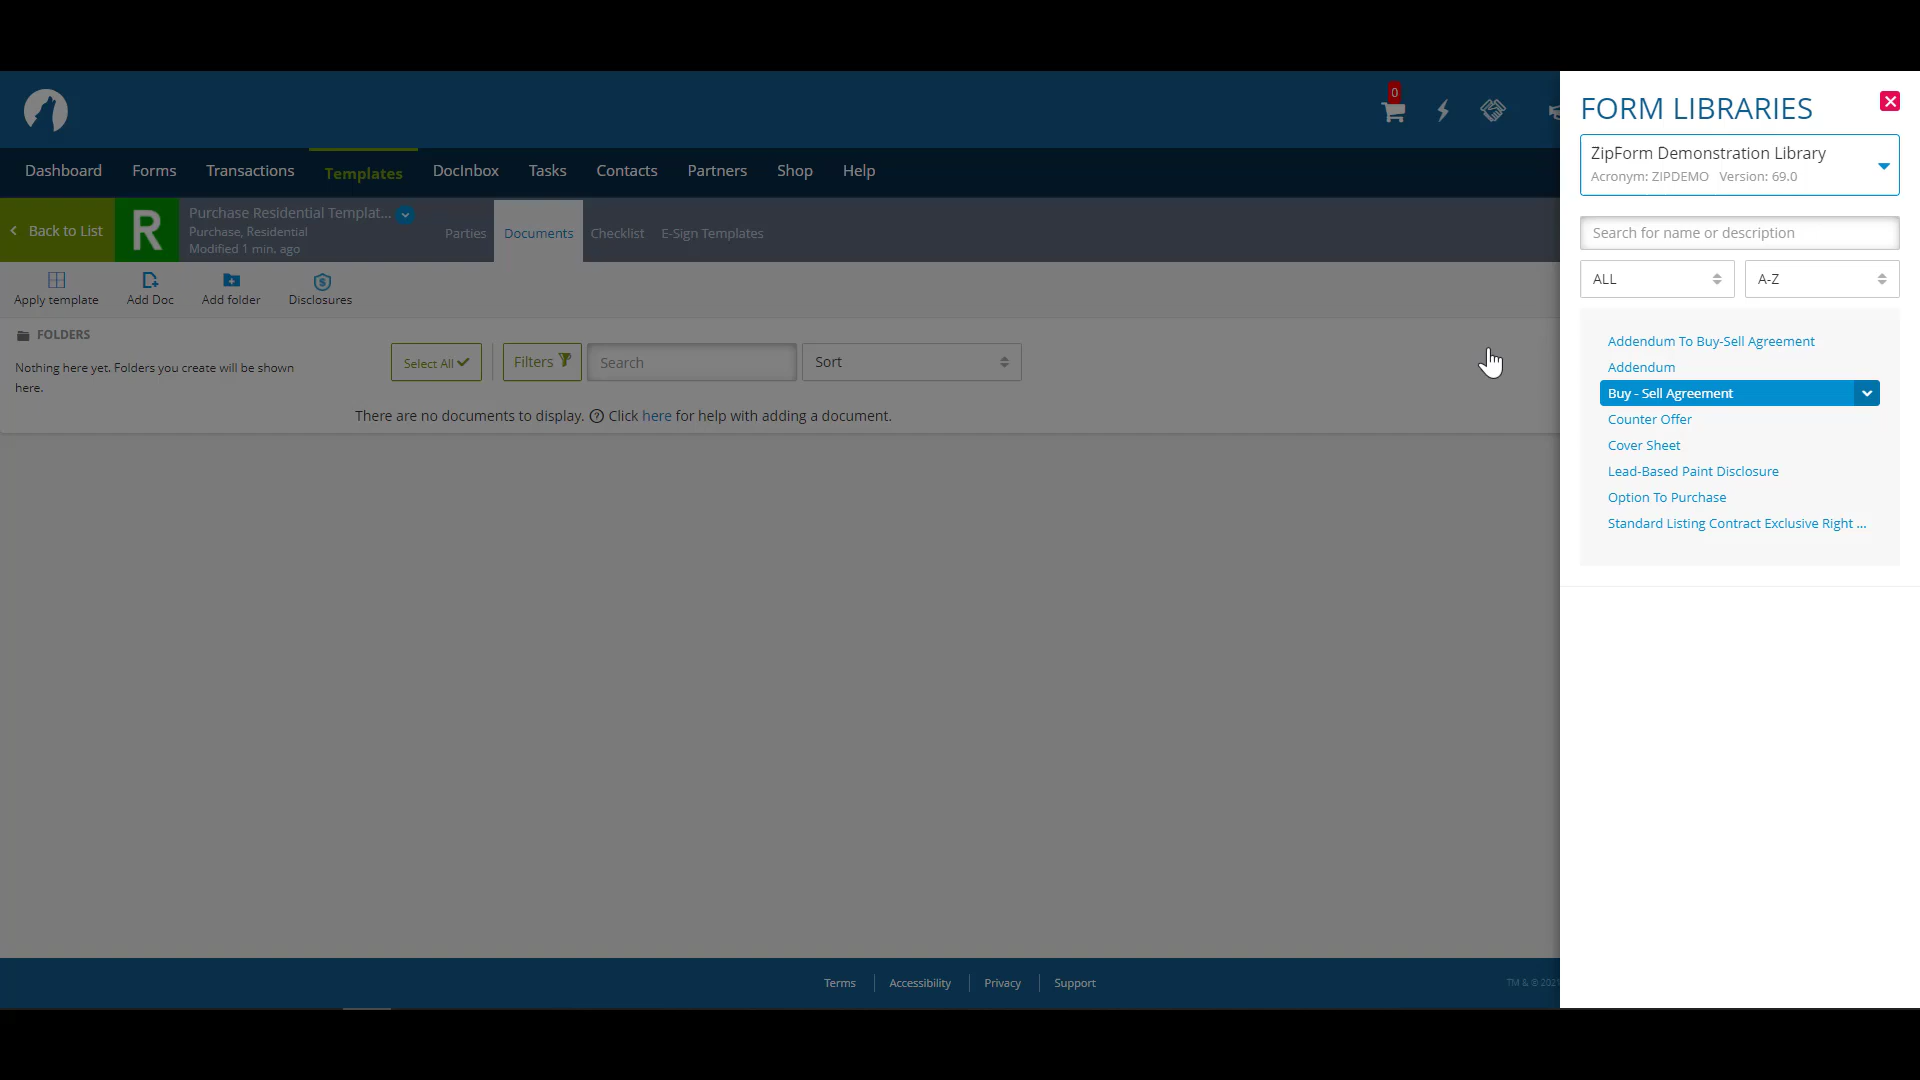 0
FORM LIBRARIES
ZipForm Demonstration Library
Acronym: ZIPDEMO Version: 69.0
Dashboard Forms Transactions Templates DocInbox Tasks Contacts Partners Shop Help
Back to List
R
Purchase Residential Templat...
Purchase, Residential
Modified 1 min. ago
Parties Documents Checklist E-Sign Templates
Search for name or description
Apply template Add Doc Add folder Disclosures
ALL A-Z
FOLDERS
Nothing here yet. Folders you create will be shown
here.
Select All Filters Search Sort
There are no documents to display. ? Click here for help with adding a document.
Addendum To Buy-Sell Agreement
Addendum
Buy - Sell Agreement
Counter Offer
Cover Sheet
Lead-Based Paint Disclosure
Option To Purchase
Standard Listing Contract Exclusive Right ...
Terms Accessibility Privacy Support
TM & ©